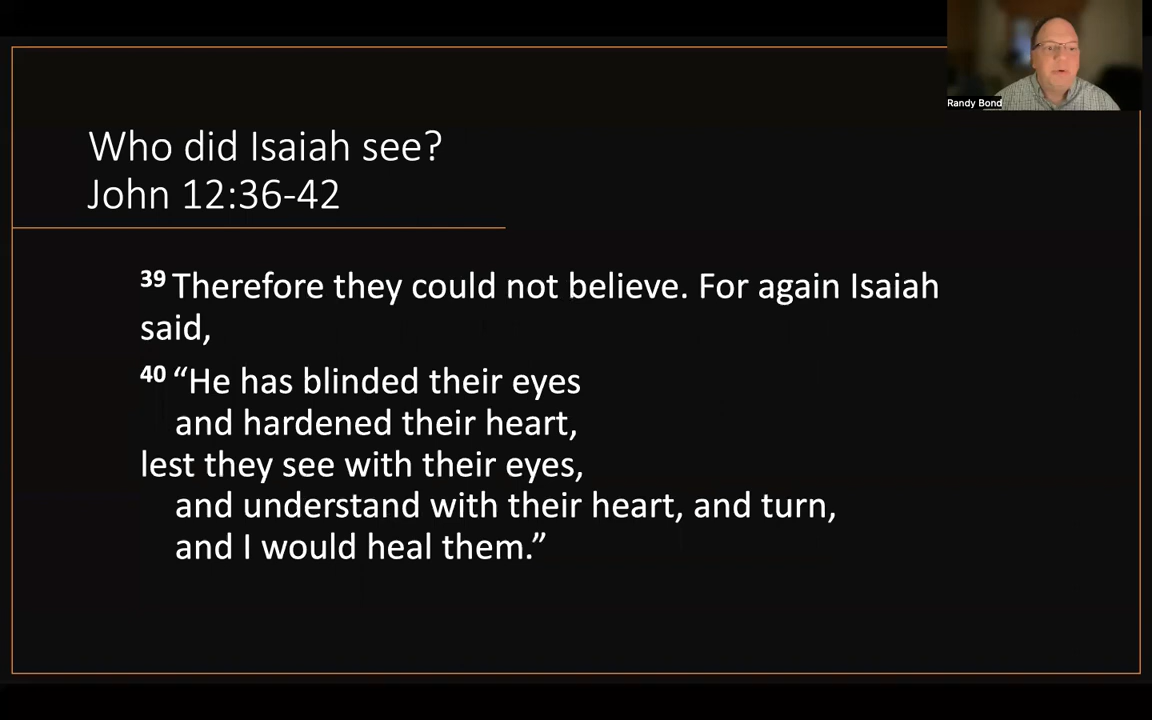 Randy Bond
Who did Isaiah see?
John 12:36-42
39 Therefore they could not believe. For again Isaiah
said,
40 “He has blinded their eyes
and hardened their heart,
lest they see with their eyes,
and understand with their heart, and turn,
and I would heal them.”